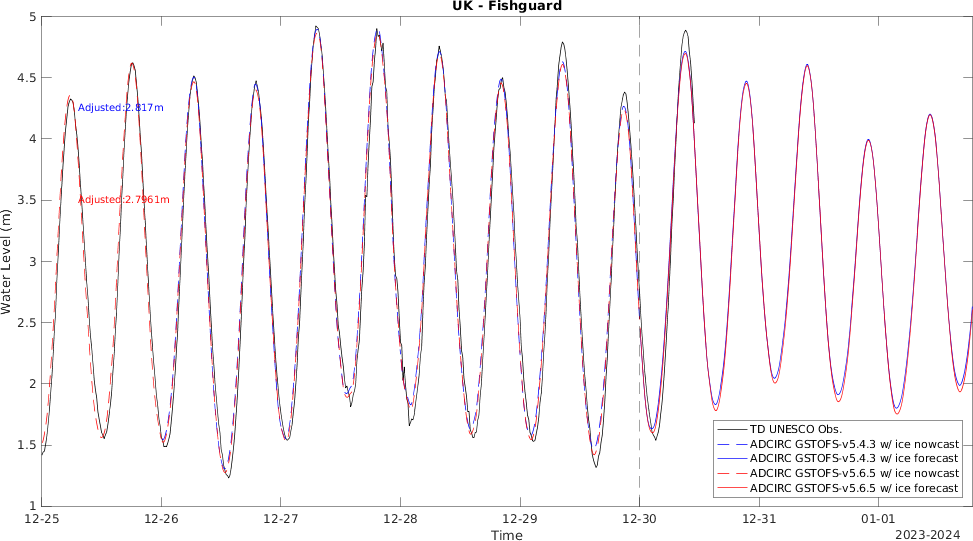 UK - Fishguard
5
4.5
4
3.5
3
2.5
2
1.5
1
Water Level (m)
Adjusted:2.817m
Adjusted:2.7961m
TD UNESCO Obs.
ADCIRC GSTOFS-v5.4.3 w/ ice nowcast
ADCIRC GSTOFS-v5.4.3 w/ ice forecast
ADCIRC GSTOFS-v5.6.5 w/ ice nowcast
ADCIRC GSTOFS-v5.6.5 w/ ice forecast
12-25 12-26 12-27 12-28 12-29 12-30 12-31 01-01
Time
2023-2024